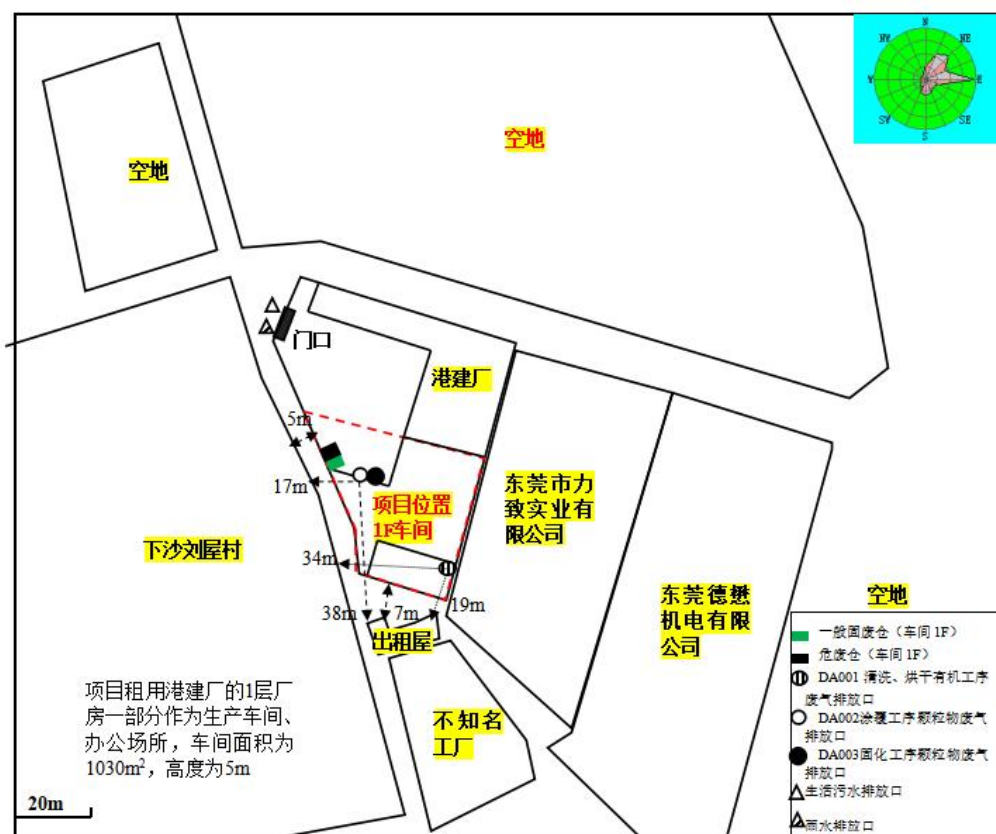 N
NW
NE
W
E
SW
SE
S
空地
空地
门口
港建厂
5m
17m
项目位置
1F车间
东莞市力
致实业有
限公司
下沙刘屋村
34m
38m
7m
19m
出租屋
东莞德懋
机电有限
公司
空地
不知名
工厂
项目租用港建厂的1层厂
房一部分作为生产车间、
办公场所，车间面积为
1030m²，高度为5m
20m
一般固废仓（车间 1F）
危废仓（车间 1F）
DA001 清洗、烘干有机工序
废气排放口
DA002涂覆工序颗粒物废气
排放口
DA003固化工序颗粒物废气
排放口
生活污水排放口
雨水排放口